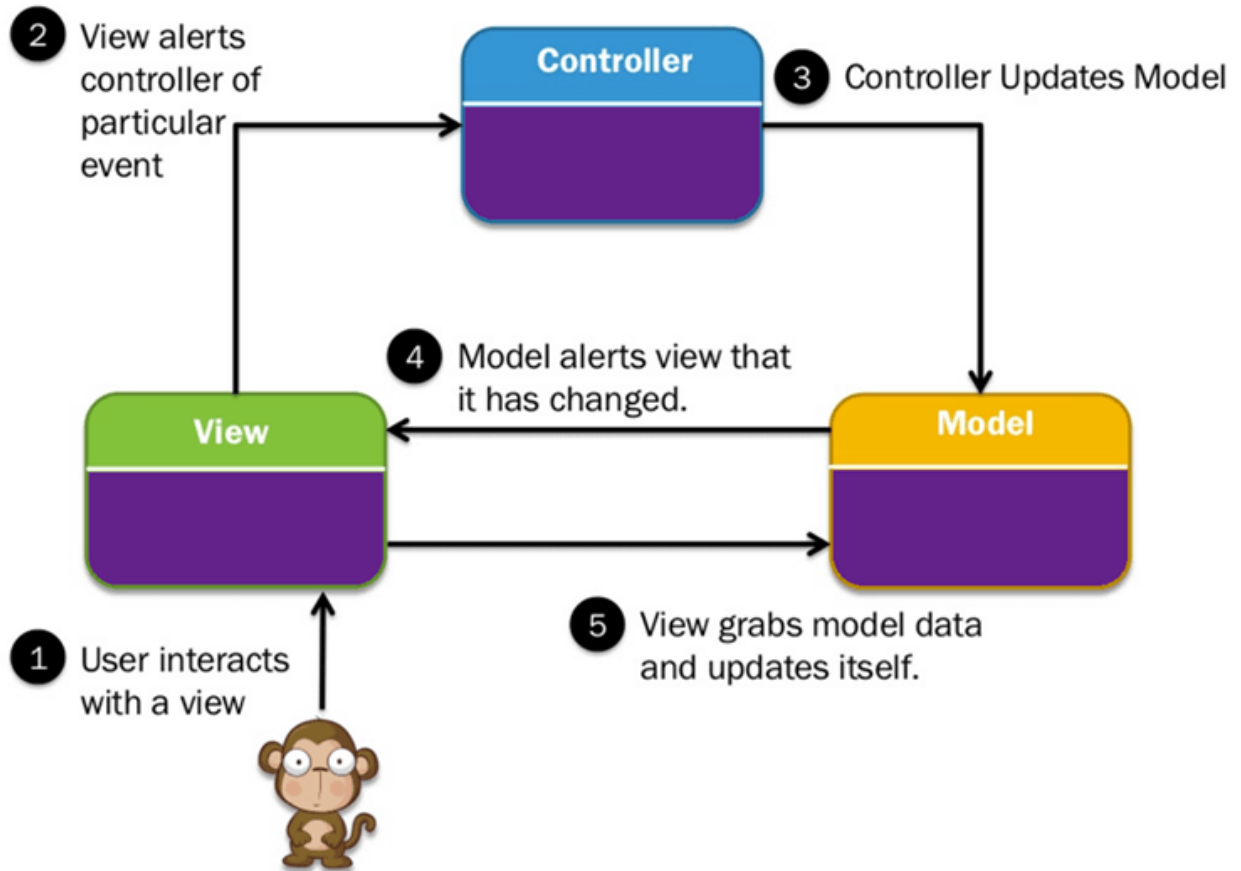 2 View alerts
controller of
particular
event
Controller
3 Controller Updates Model
4 Model alerts view that
it has changed.
View
Model
1 User interacts
with a view
5 View grabs model data
and updates itself.